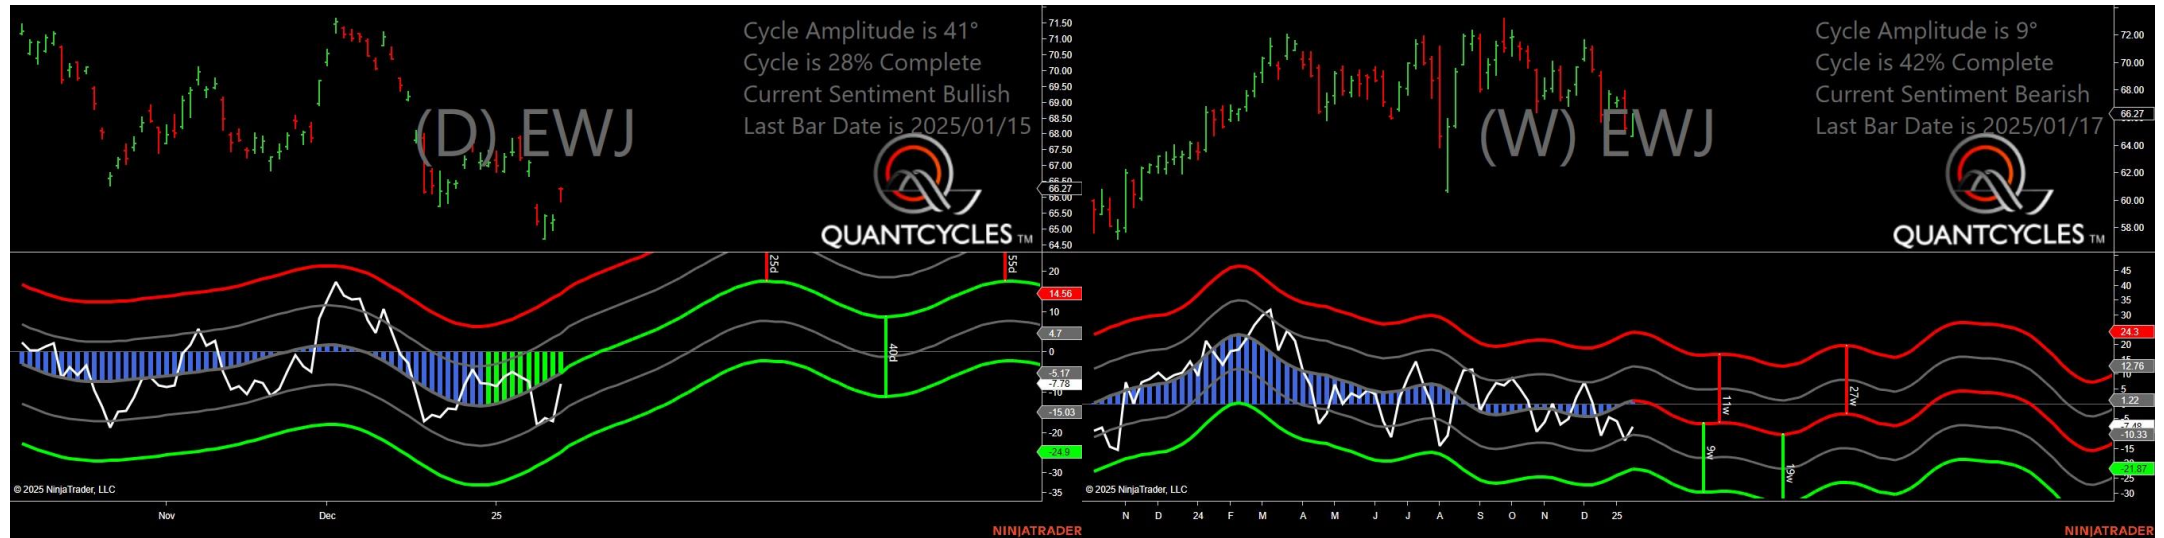 Cycle Amplitude is 41°
Cycle is 28% Complete
Current Sentiment Bullish
Last Bar Date is 2025/01/15
(D) EWJ
QUANTCYCLES TM
71.50
71.00
70.50
70.00
69.50
69.00
68.50
68.00
67.50
67.00
66.27
66.00
65.50
65.00
64.50
25d
55d
40d
20
14.56
10
4.7
0
-5.17
-7.78
-10
-15.03
-20
-24.9
-30
-35
© 2025 NinjaTrader, LLC
Nov
Dec
25
NINJATRADER
Cycle Amplitude is 9°
Cycle is 42% Complete
Current Sentiment Bearish
Last Bar Date is 2025/01/17
(W) EWJ
QUANTCYCLES TM
72.00
70.00
68.00
66.27
64.00
62.00
60.00
58.00
11w
27w
9w
19w
45
40
35
30
24.3
20
12.76
10
5
1.22
-5
-7.48
-10.33
-15
-21.87
-25
-30
© 2025 NinjaTrader, LLC
N D 24 F M A M J J A S O N D 25
NINJATRADER